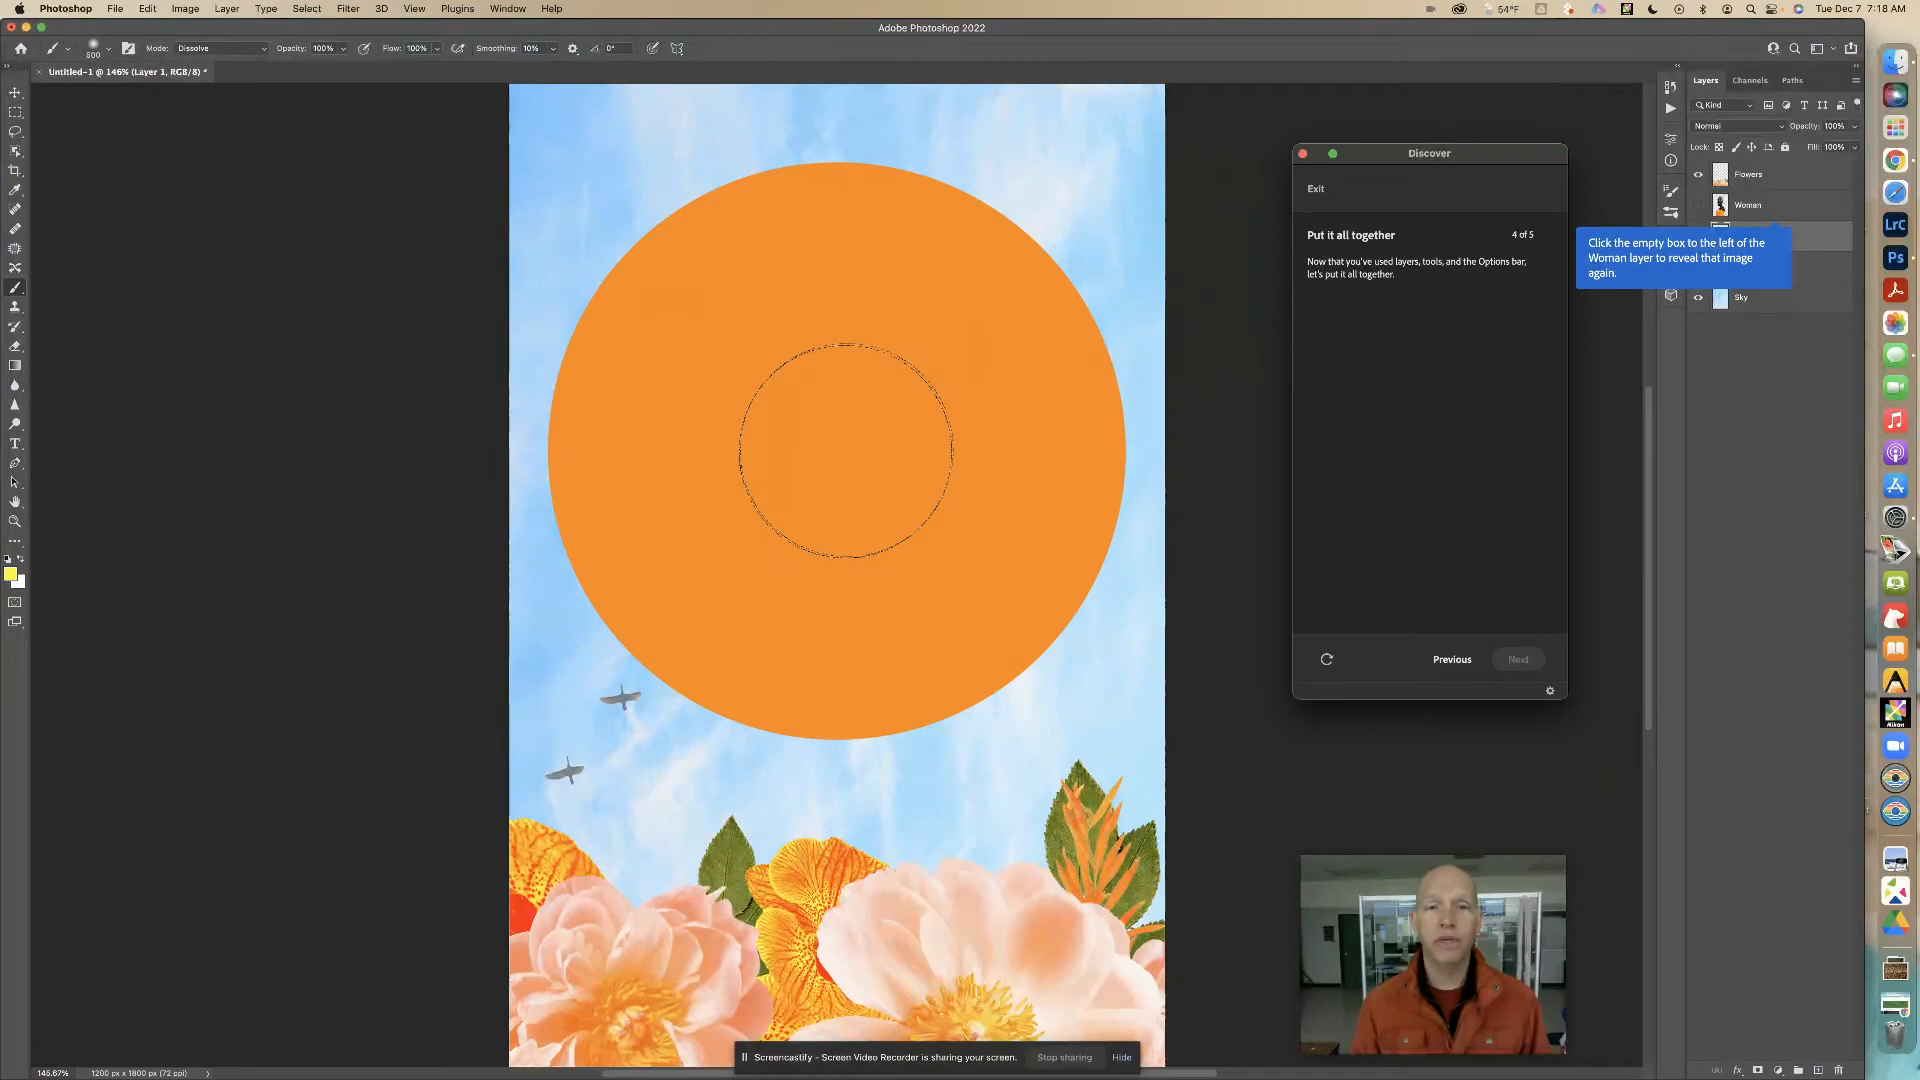 Photoshop File Edit Image Layer Type Select Filter 3D View Plugins Window Help 54°F Tue Dec 7 7:18 AM
Adobe Photoshop 2022
500 Mode: Dissolve Opacity: 100% Flow: 100% Smoothing: 10% 0°
Untitled-1 @ 146% (Layer 1, RGB/8) *
Layers Channels Paths
Kind
Normal Opacity: 100%
Lock: Fill: 100%
Flowers
Woman
Click the empty box to the left of the
Woman layer to reveal that image
again.
Sky
Discover
Exit
Put it all together 4 of 5
Now that you've used layers, tools, and the Options bar,
let's put it all together.
Previous Next
LrC
Ps
Nikon
Screencastify - Screen Video Recorder is sharing your screen. Stop sharing Hide
145.67% 1200 px x 1800 px (72 ppi)
fx